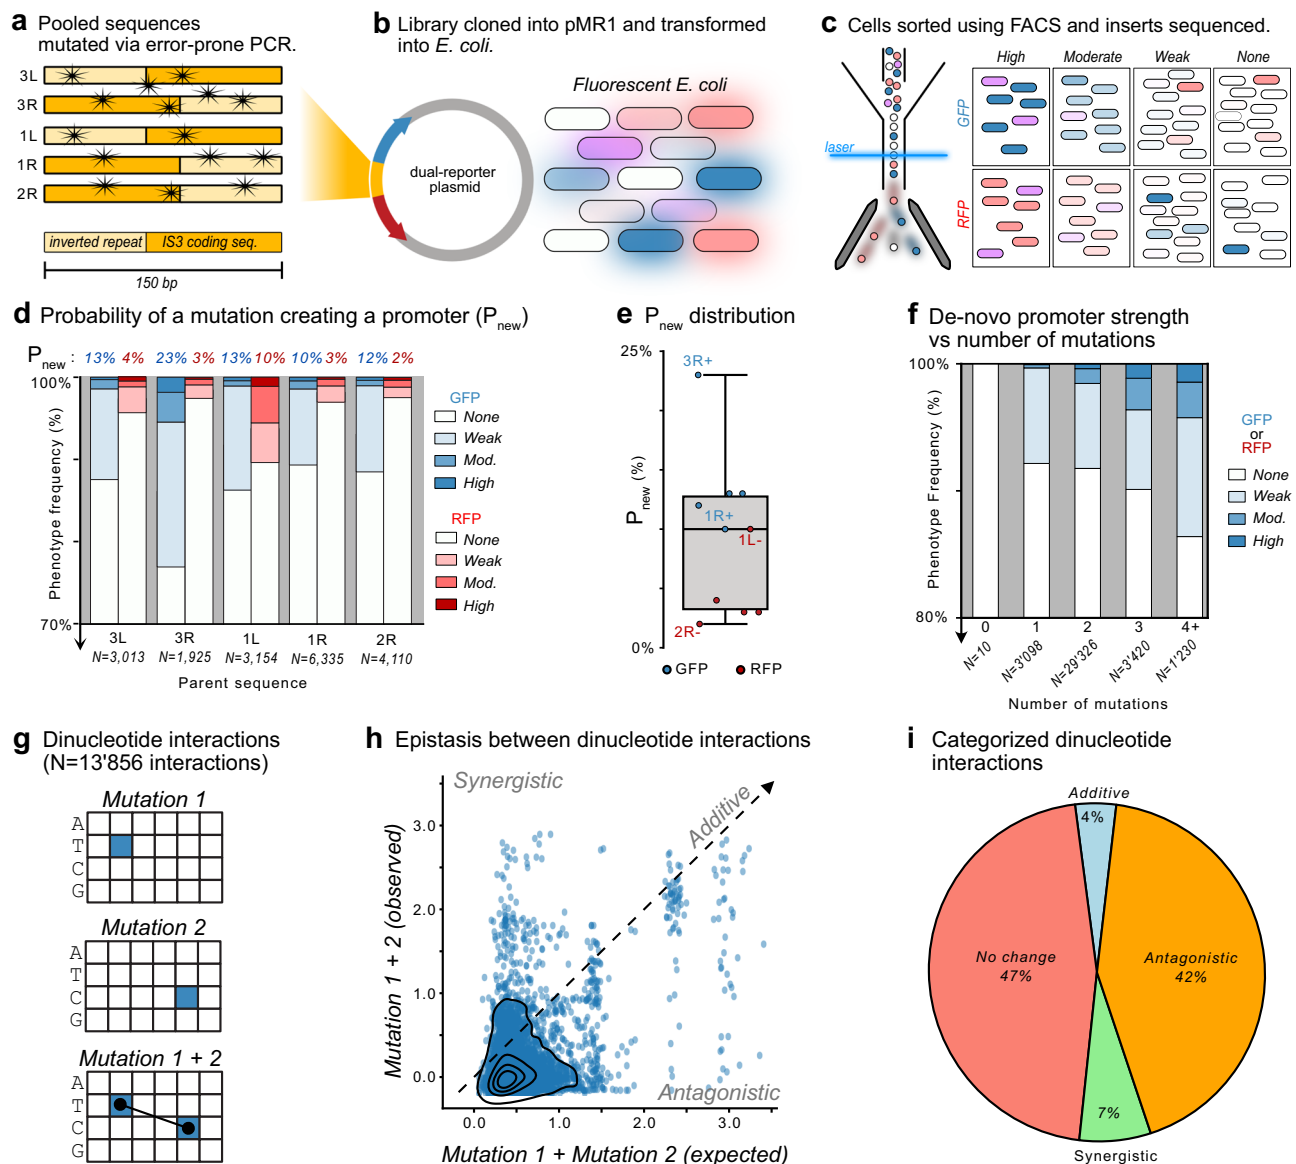 a Pooled sequences
mutated via error-prone PCR.
3L
3R
1L
1R
2R
inverted repeat
IS3 coding seq.
150 bp
b Library cloned into pMR1 and transformed
into E. coli.
dual-reporter
plasmid
Fluorescent E. coli
c Cells sorted using FACS and inserts sequenced.
laser
High Moderate Weak None
GFP
RFP
d Probability of a mutation creating a promoter (Pnew)
Pnew : 13% 4% 23% 3% 13% 10% 10% 3% 12% 2%
100%
70%
Phenotype frequency (%)
3L 3R 1L 1R 2R
N=3,013 N=1,925 N=3,154 N=6,335 N=4,110
Parent sequence
GFP
None
Weak
Mod.
High
RFP
None
Weak
Mod.
High
e Pnew distribution
25%
0%
Pnew (%)
3R+
1R+
1L-
2R-
GFP RFP
f De-novo promoter strength
vs number of mutations
100%
80%
Phenotype Frequency (%)
0 1 2 3 4+
N=10 N=3'098 N=29'326 N=3'420 N=1'230
Number of mutations
GFP
or
RFP
None
Weak
Mod.
High
g Dinucleotide interactions
(N=13'856 interactions)
Mutation 1
A
T
C
G
Mutation 2
A
T
C
G
Mutation 1 + 2
A
T
C
G
h Epistasis between dinucleotide interactions
Synergistic
Additive
Antagonistic
Mutation 1 + 2 (observed)
3.0
2.0
1.0
0.0
0.0 1.0 2.0 3.0
Mutation 1 + Mutation 2 (expected)
i Categorized dinucleotide
interactions
Additive
4%
No change
47%
Antagonistic
42%
7%
Synergistic